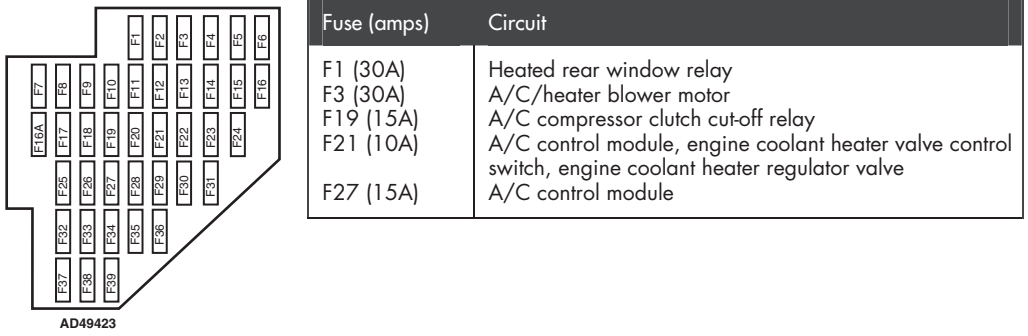 F1 F2 F3 F4 F5 F6
F7 F8 F9 F10 F11 F12 F13 F14 F15 F16
F16A F17 F18 F19 F20 F21 F22 F23 F24
F25 F26 F27 F28 F29 F30 F31
F32 F33 F34 F35 F36
F37 F38 F39
AD49423
Fuse (amps) Circuit
F1 (30A) Heated rear window relay
F3 (30A) A/C/heater blower motor
F19 (15A) A/C compressor clutch cut-off relay
F21 (10A) A/C control module, engine coolant heater valve control
switch, engine coolant heater regulator valve
F27 (15A) A/C control module